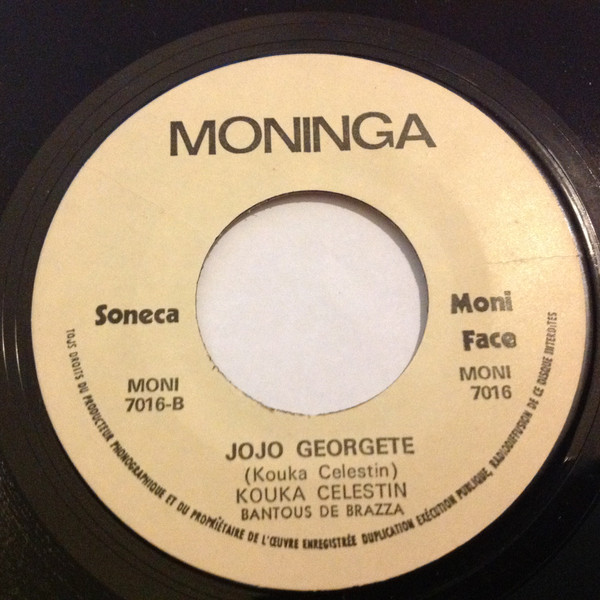 MONINGA
Soneca
Moni
Face
MONI
7016-B
MONI
7016
JOJO GEORGETE
(Kouka Celestin)
KOUKA CELESTIN
BANTOUS DE BRAZZA
TOUS DROITS DU PRODUCTEUR PHONOGRAPHIQUE ET DU PROPRIÉTAIRE DE L'ŒUVRE ENREGISTRÉE DUPLICATION EXÉCUTION PUBLIQUE, RADIODIFFUSION DE CE DISQUE INTERDITES